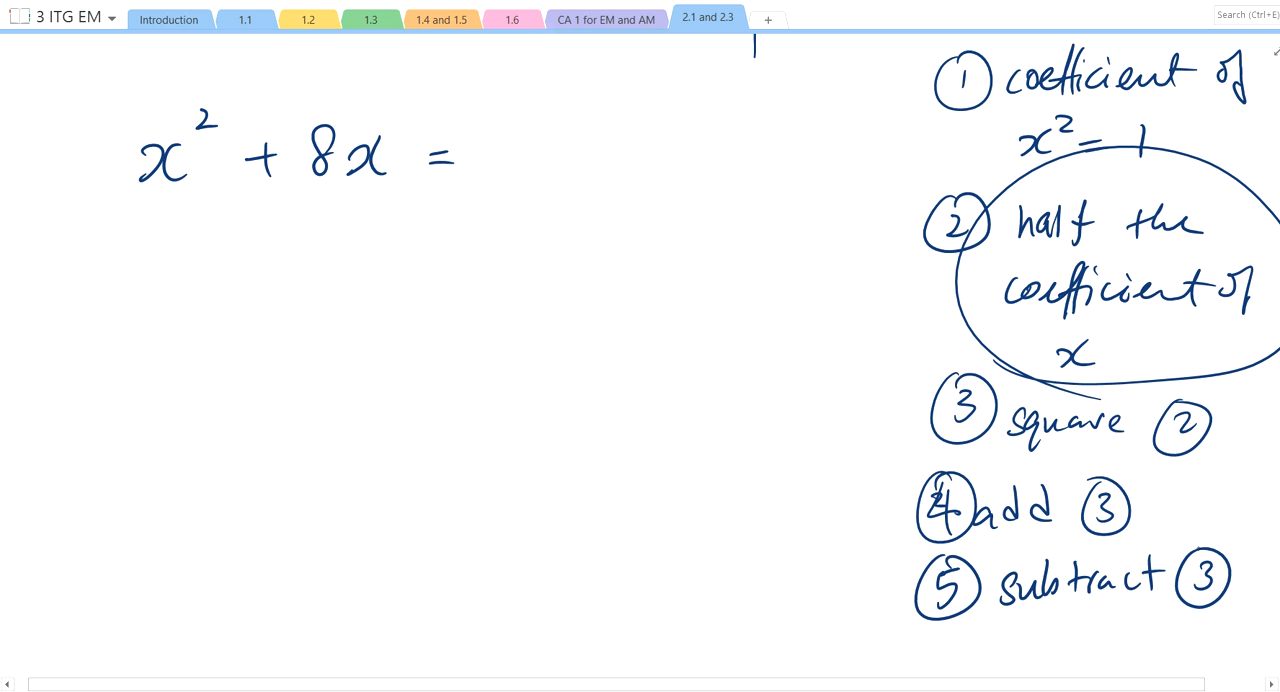 3 ITG EM
Introduction 1.1 1.2 1.3 1.4 and 1.5 1.6 CA 1 for EM and AM 2.1 and 2.3 +
Search (Ctrl+E)
x² + 8x =
① coefficient of
x² = 1
② half the
coefficient of
x
③ square ②
④ add ③
⑤ subtract ③